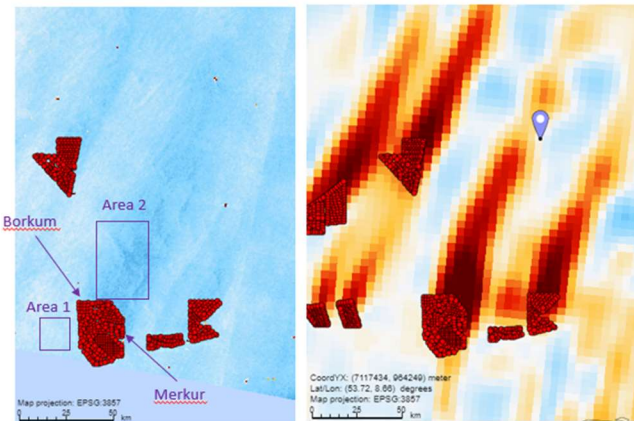 Area 2
Borkum
Area 1
Merkur
Map projection: EPSG:3857
0 25 50 km
CoordYX: (7117434, 964249) meter
Lat/Lon: (53.72, 8.66) degrees
Map projection: EPSG:3857
0 25 50 km